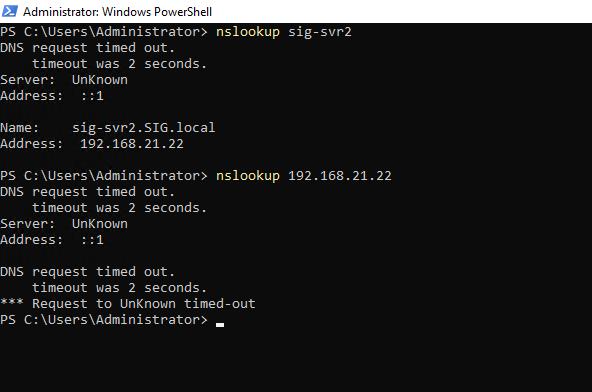 Administrator: Windows PowerShell
PS C:\Users\Administrator> nslookup sig-svr2
DNS request timed out.
    timeout was 2 seconds.
Server:  UnKnown
Address:  ::1

Name:    sig-svr2.SIG.local
Address:  192.168.21.22

PS C:\Users\Administrator> nslookup 192.168.21.22
DNS request timed out.
    timeout was 2 seconds.
Server:  UnKnown
Address:  ::1

DNS request timed out.
    timeout was 2 seconds.
*** Request to UnKnown timed-out
PS C:\Users\Administrator>